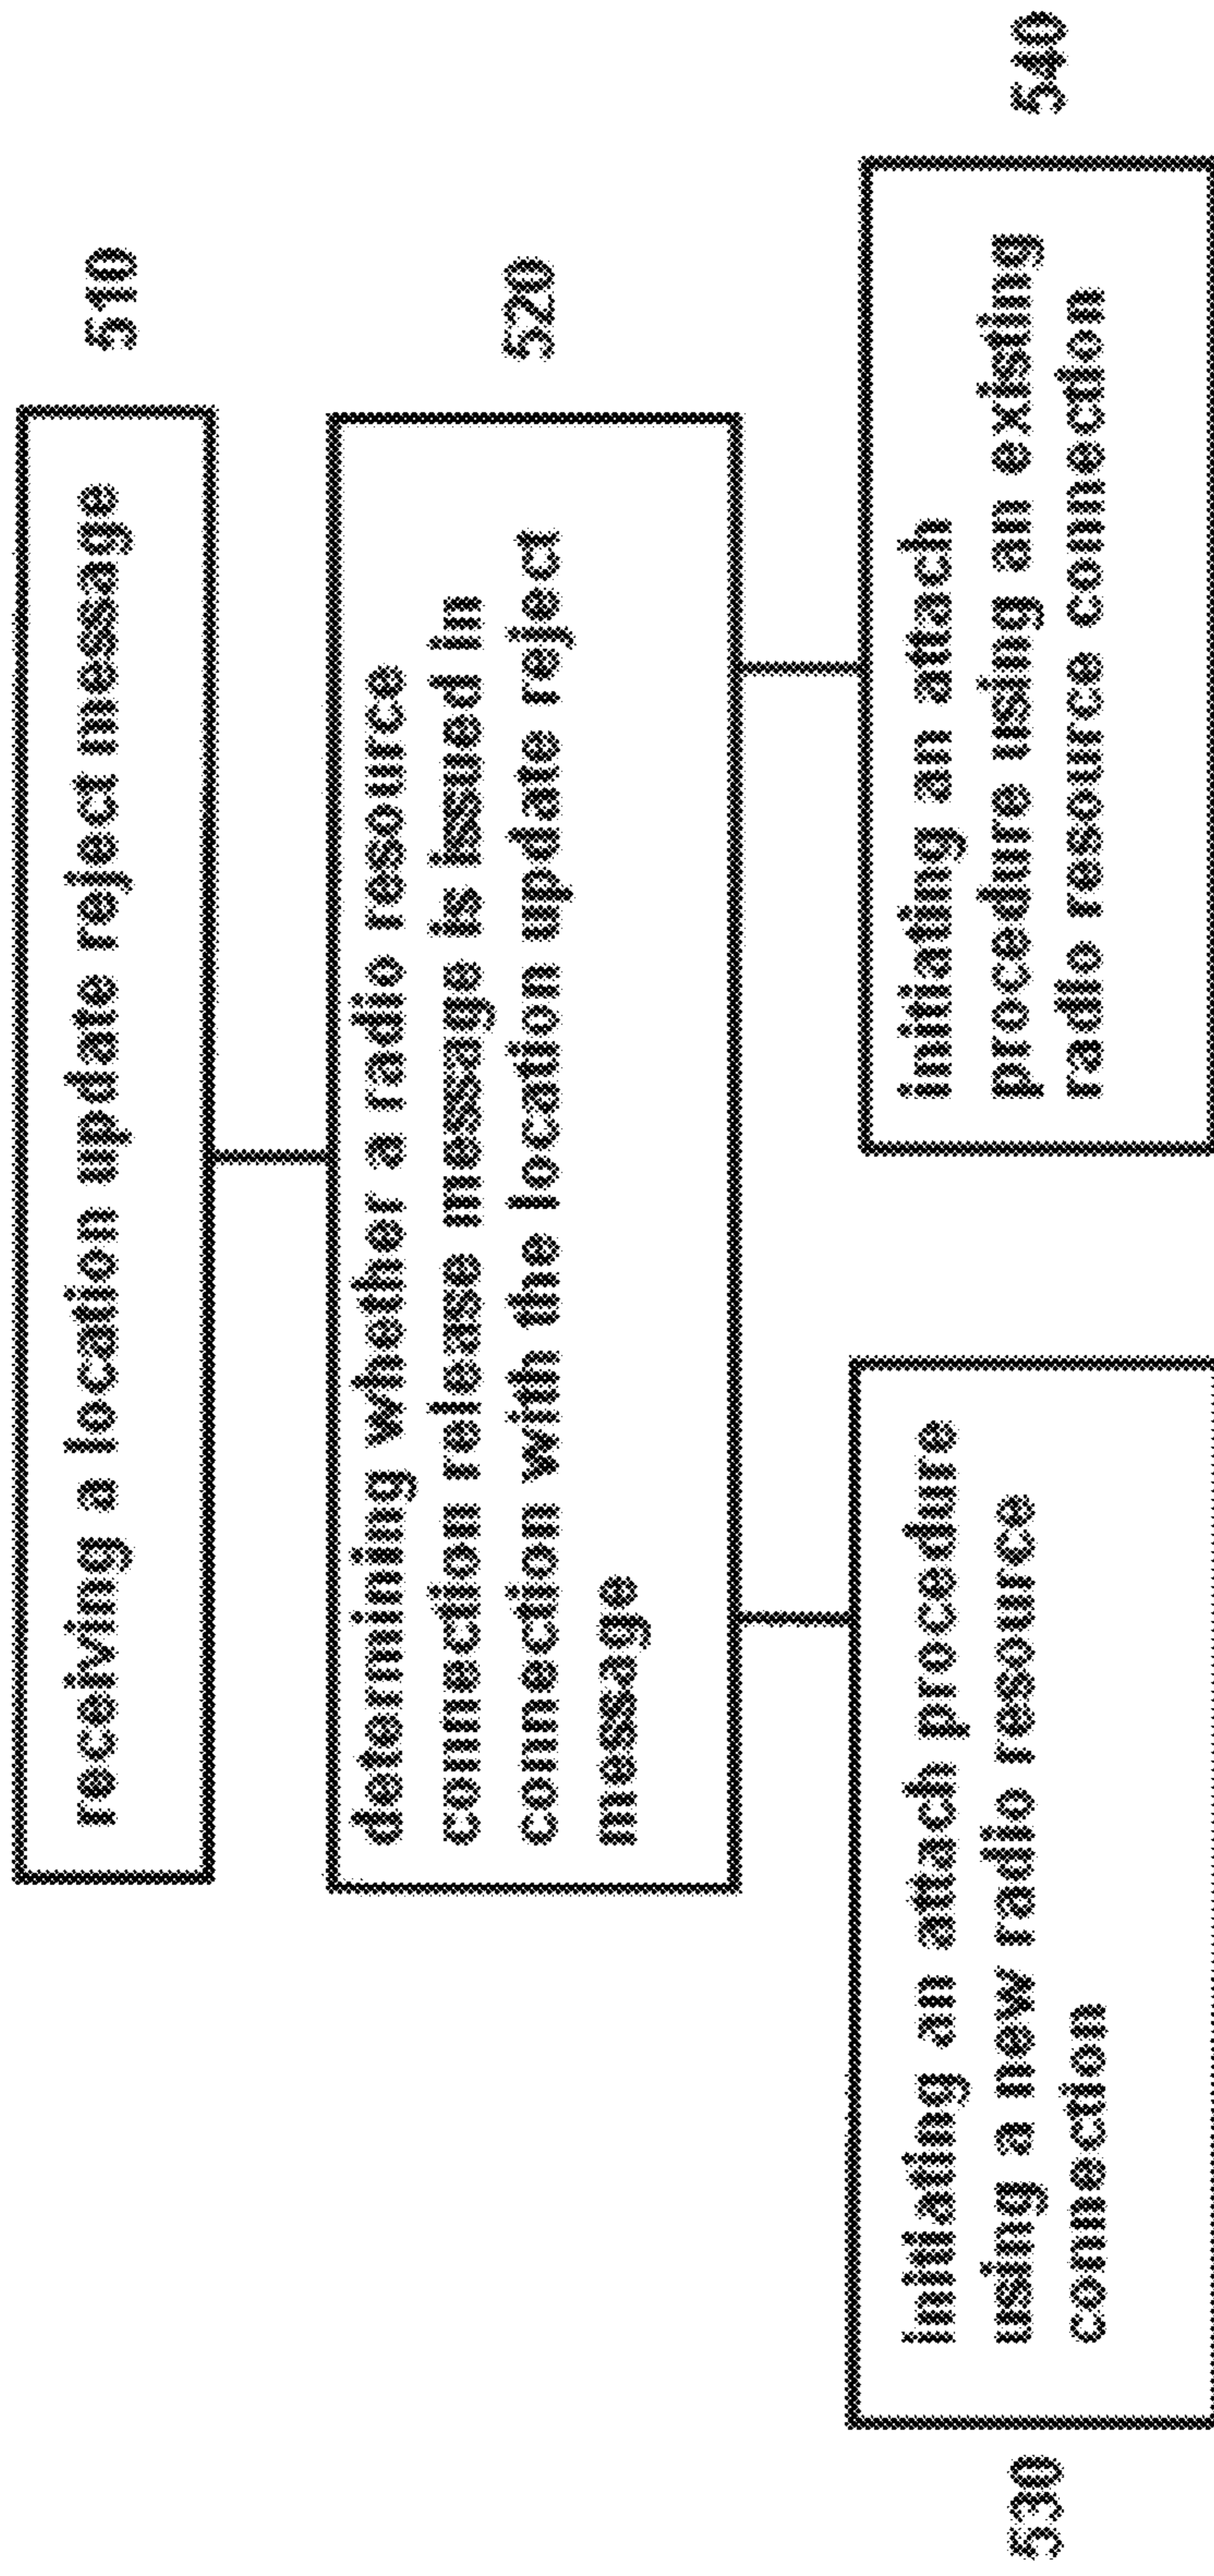 receiving a location update reject message
510
determining whether a radio resource
connection release message is issued in
connection with the location update reject
message
520
initiating an attach procedure
using a new radio resource
connection
530
initiating an attach
procedure using an existing
radio resource connection
540